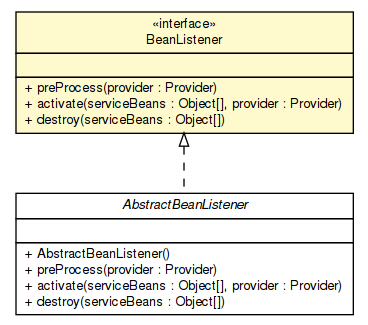 «interface»
BeanListener
+ preProcess(provider : Provider)
+ activate(serviceBeans : Object[], provider : Provider)
+ destroy(serviceBeans : Object[])
AbstractBeanListener
+ AbstractBeanListener()
+ preProcess(provider : Provider)
+ activate(serviceBeans : Object[], provider : Provider)
+ destroy(serviceBeans : Object[])